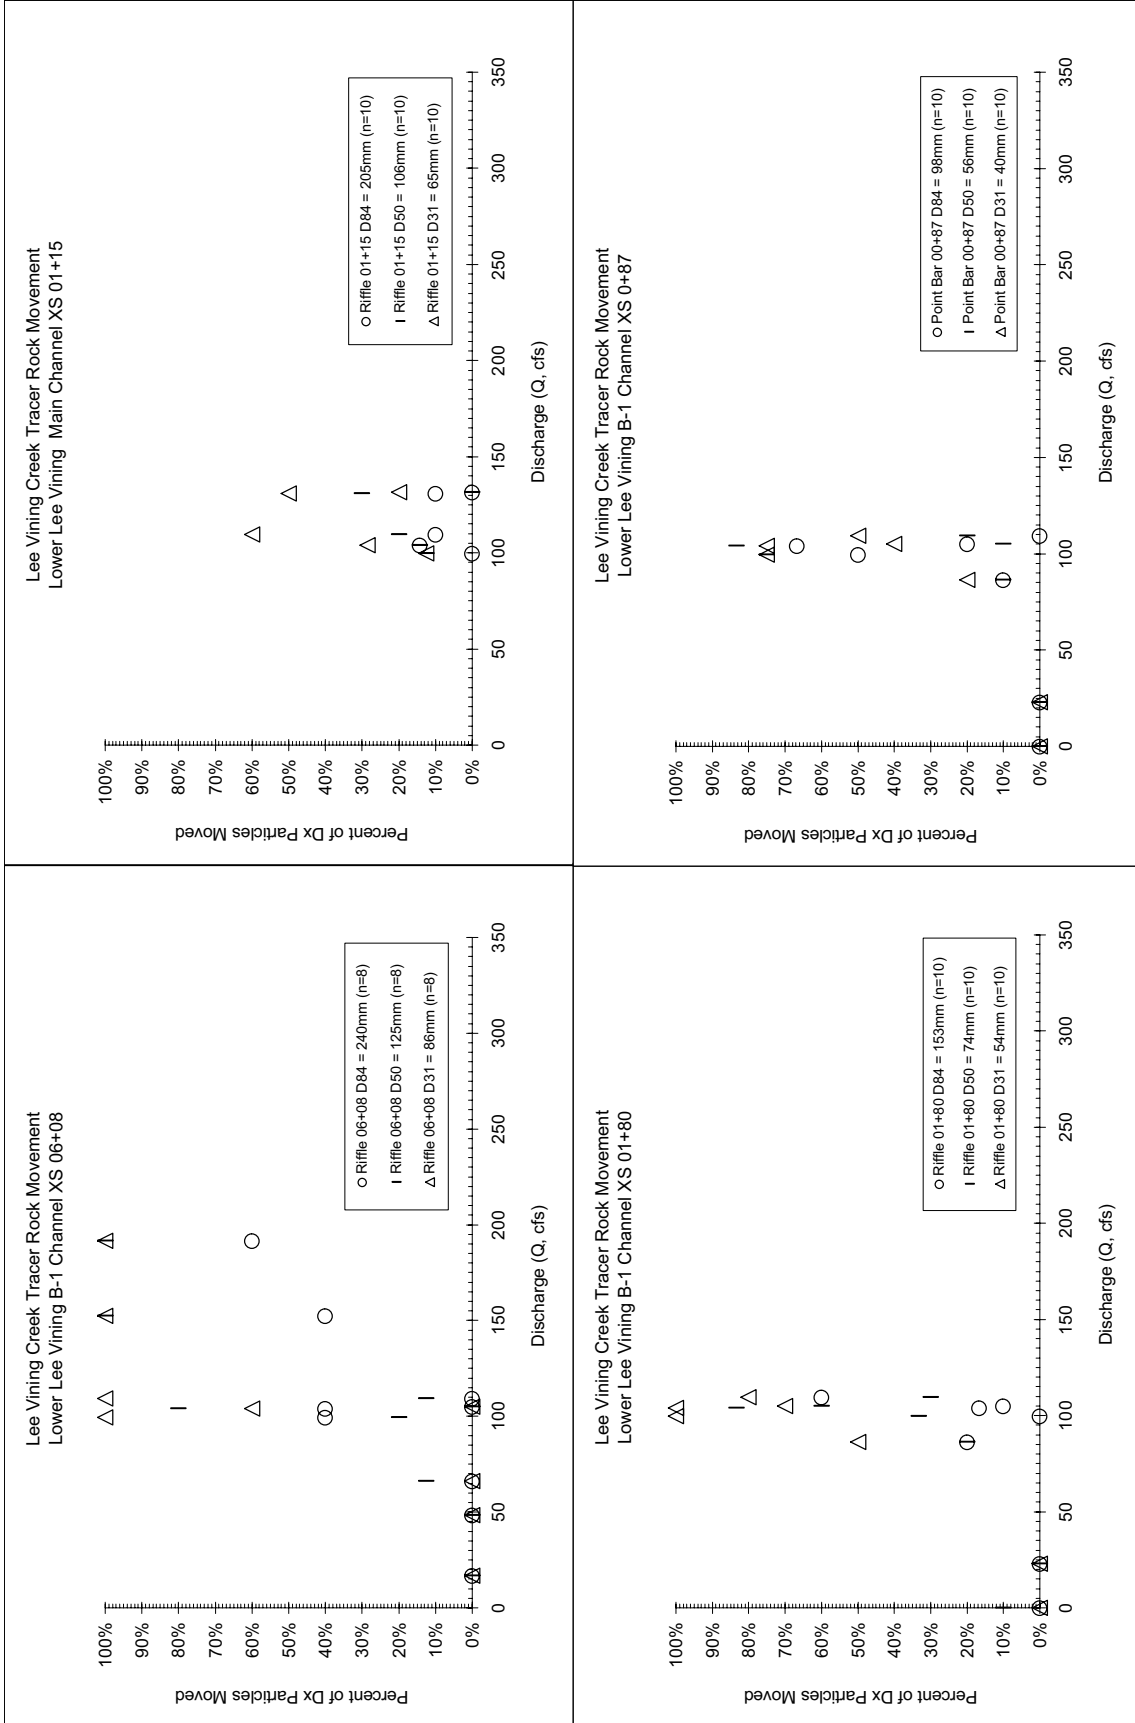 Lee Vining Creek Tracer Rock Movement
Lower Lee Vining B-1 Channel XS 06+08
100%
90%
80%
70%
60%
50%
40%
30%
20%
10%
0%
Percent of Dx Particles Moved
0
50
100
150
200
250
300
350
Discharge (Q, cfs)
Riffle 06+08 D84 = 240mm (n=8)
Riffle 06+08 D50 = 125mm (n=8)
Riffle 06+08 D31 = 86mm (n=8)
Lee Vining Creek Tracer Rock Movement
Lower Lee Vining Main Channel XS 01+15
100%
90%
80%
70%
60%
50%
40%
30%
20%
10%
0%
Percent of Dx Particles Moved
0
50
100
150
200
250
300
350
Discharge (Q, cfs)
Riffle 01+15 D84 = 205mm (n=10)
Riffle 01+15 D50 = 106mm (n=10)
Riffle 01+15 D31 = 65mm (n=10)
Lee Vining Creek Tracer Rock Movement
Lower Lee Vining B-1 Channel XS 01+80
100%
90%
80%
70%
60%
50%
40%
30%
20%
10%
0%
Percent of Dx Particles Moved
0
50
100
150
200
250
300
350
Discharge (Q, cfs)
Riffle 01+80 D84 = 153mm (n=10)
Riffle 01+80 D50 = 74mm (n=10)
Riffle 01+80 D31 = 54mm (n=10)
Lee Vining Creek Tracer Rock Movement
Lower Lee Vining B-1 Channel XS 0+87
100%
90%
80%
70%
60%
50%
40%
30%
20%
10%
0%
Percent of Dx Particles Moved
0
50
100
150
200
250
300
350
Discharge (Q, cfs)
Point Bar 00+87 D84 = 98mm (n=10)
Point Bar 00+87 D50 = 56mm (n=10)
Point Bar 00+87 D31 = 40mm (n=10)